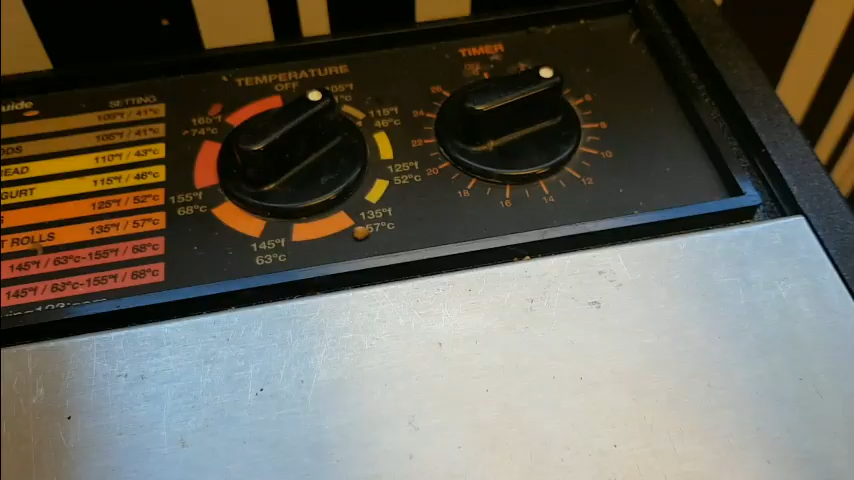 uide SETTING
105°f / 41°c
ODS 105°f / 41°c
READ 110°f / 43°c
GURT 115°f / 46°c
S 125°f / 52°c
T ROLLS 135°f / 57°c
145°f / 63°c-155°f / 68°c
145°f / 63°c-155°f / 68°c
TEMPERATURE
OFF
105°f
115°f
46°c
125°f
52°c
135°f
57°c
145°f
63°c
155°f
68°c
165°f
74°c
TIMER
6
8
10
12
14
16
18
20
22
24
26